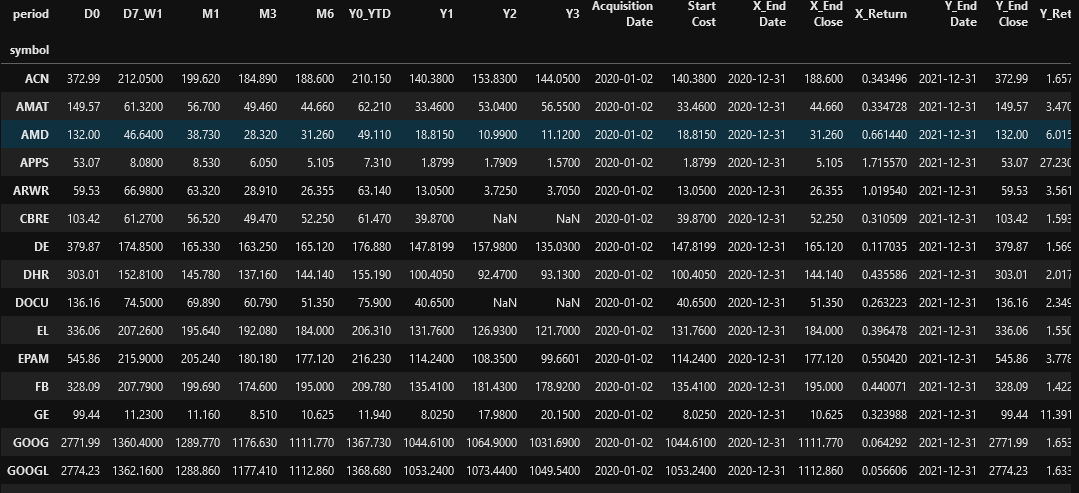 period D0 D7_W1 M1 M3 M6 Y0_YTD Y1 Y2 Y3 Acquisition Date Start Cost X_End Date X_End Close X_Return Y_End Date Y_End Close Y_Ret
symbol
ACN 372.99 212.0500 199.620 184.890 188.600 210.150 140.3800 153.8300 144.0500 2020-01-02 140.3800 2020-12-31 188.600 0.343496 2021-12-31 372.99 1.657
AMAT 149.57 61.3200 56.700 49.460 44.660 62.210 33.4600 53.0400 56.5500 2020-01-02 33.4600 2020-12-31 44.660 0.334728 2021-12-31 149.57 3.470
AMD 132.00 46.6400 38.730 28.320 31.260 49.110 18.8150 10.9900 11.1200 2020-01-02 18.8150 2020-12-31 31.260 0.661440 2021-12-31 132.00 6.015
APPS 53.07 8.0800 8.530 6.050 5.105 7.310 1.8799 1.7909 1.5700 2020-01-02 1.8799 2020-12-31 5.105 1.715570 2021-12-31 53.07 27.230
ARWR 59.53 66.9800 63.320 28.910 26.355 63.140 13.0500 3.7250 3.7050 2020-01-02 13.0500 2020-12-31 26.355 1.019540 2021-12-31 59.53 3.561
CBRE 103.42 61.2700 56.520 49.470 52.250 61.470 39.8700 NaN NaN 2020-01-02 39.8700 2020-12-31 52.250 0.310509 2021-12-31 103.42 1.593
DE 379.87 174.8500 165.330 163.250 165.120 176.880 147.8199 157.9800 135.0300 2020-01-02 147.8199 2020-12-31 165.120 0.117035 2021-12-31 379.87 1.569
DHR 303.01 152.8100 145.780 137.160 144.140 155.190 100.4050 92.4700 93.1300 2020-01-02 100.4050 2020-12-31 144.140 0.435586 2021-12-31 303.01 2.017
DOCU 136.16 74.5000 69.890 60.790 51.350 75.900 40.6500 NaN NaN 2020-01-02 40.6500 2020-12-31 51.350 0.263223 2021-12-31 136.16 2.349
EL 336.06 207.2600 195.640 192.080 184.000 206.310 131.7600 126.9300 121.7000 2020-01-02 131.7600 2020-12-31 184.000 0.396478 2021-12-31 336.06 1.550
EPAM 545.86 215.9000 205.240 180.180 177.120 216.230 114.2400 108.3500 99.6601 2020-01-02 114.2400 2020-12-31 177.120 0.550420 2021-12-31 545.86 3.778
FB 328.09 207.7900 199.690 174.600 195.000 209.780 135.4100 181.4300 178.9200 2020-01-02 135.4100 2020-12-31 195.000 0.440071 2021-12-31 328.09 1.422
GE 99.44 11.2300 11.160 8.510 10.625 11.940 8.0250 17.9800 20.1500 2020-01-02 8.0250 2020-12-31 10.625 0.323988 2021-12-31 99.44 11.391
GOOG 2771.99 1360.4000 1289.770 1176.630 1111.770 1367.730 1044.6100 1064.9000 1031.6900 2020-01-02 1044.6100 2020-12-31 1111.770 0.064292 2021-12-31 2771.99 1.653
GOOGL 2774.23 1362.1600 1288.860 1177.410 1112.860 1368.680 1053.2400 1073.4400 1049.5400 2020-01-02 1053.2400 2020-12-31 1112.860 0.056606 2021-12-31 2774.23 1.633